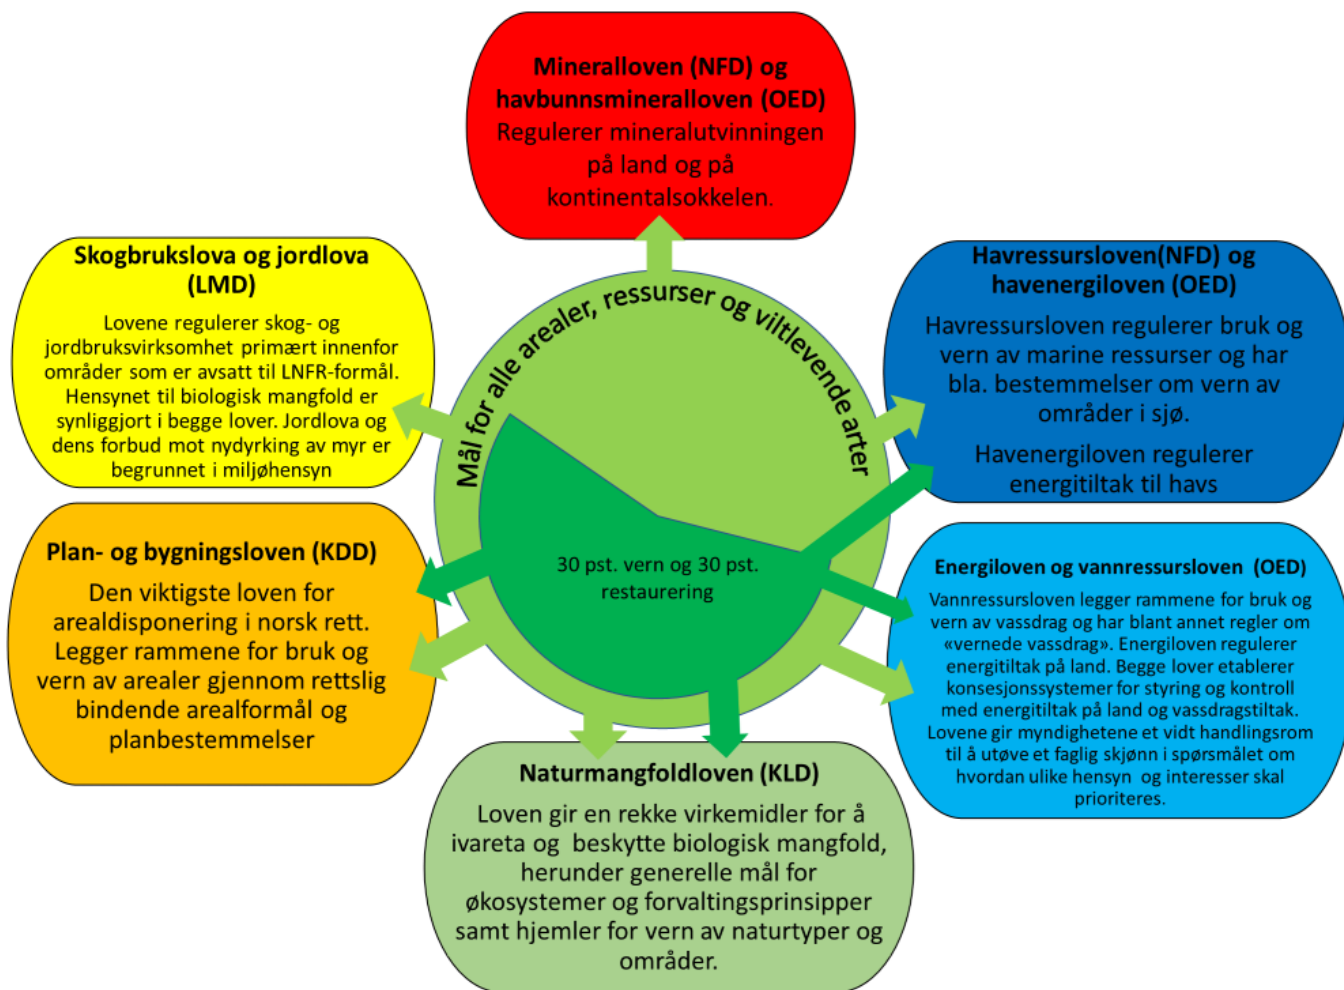 Mineralloven (NFD) og
havbunnsmineralloven (OED)
Regulerer mineralutvinningen
på land og på
kontinentalsokkelen.
Skogbrukslova og jordlova
(LMD)
Lovene regulerer skog- og
jordbruksvirksomhet primært innenfor
områder som er avsatt til LNFR-formål.
Hensynet til biologisk mangfold er
synliggjort i begge lover. Jordlova og
dens forbud mot nydyrking av myr er
begrunnet i miljøhensyn
Mål for alle arealer, ressurser og viltlevende arter
Havressursloven(NFD) og
havenergiloven (OED)
Havressursloven regulerer bruk og
vern av marine ressurser og har
bla. bestemmelser om vern av
områder i sjø.
Havenergiloven regulerer
energitiltak til havs
Plan- og bygningsloven (KDD)
Den viktigste loven for
arealdisponering i norsk rett.
Legger rammene for bruk og
vern av arealer gjennom rettslig
bindende arealformål og
planbestemmelser
30 pst. vern og 30 pst.
restaurering
Energiloven og vannressursloven (OED)
Vannressursloven legger rammene for bruk og
vern av vassdrag og har blant annet regler om
«vernede vassdrag». Energiloven regulerer
energitiltak på land. Begge lover etablerer
konsesjonssystemer for styring og kontroll
med energitiltak på land og vassdragstiltak.
Lovene gir myndighetene et vidt handlingsrom
til å utøve et faglig skjønn i spørsmålet om
hvordan ulike hensyn og interesser skal
prioriteres.
Naturmangfoldloven (KLD)
Loven gir en rekke virkemidler for å
ivareta og beskytte biologisk mangfold,
herunder generelle mål for
økosystemer og forvaltingsprinsipper
samt hjemler for vern av naturtyper og
områder.